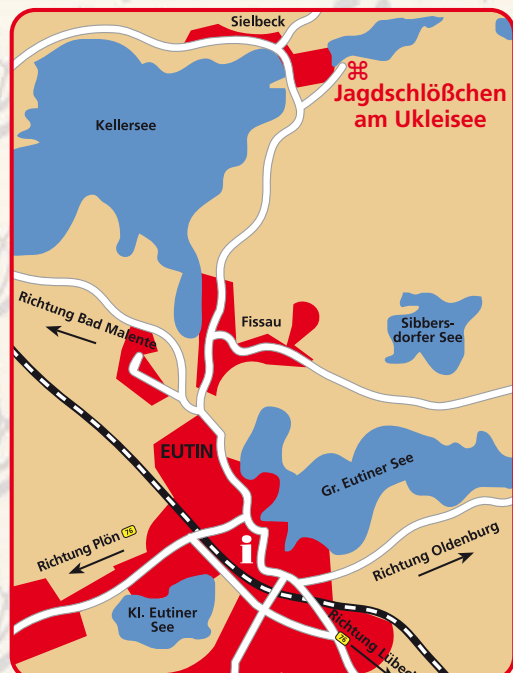 Sielbeck
⌘
Jagdschlößchen
am Ukleisee
Kellersee
Richtung Bad Malente
Fissau
Sibbers-
dorfer See
EUTIN
Gr. Eutiner See
Richtung Plön 76
i
Richtung Oldenburg
Kl. Eutiner
See
76
Richtung Lübeck